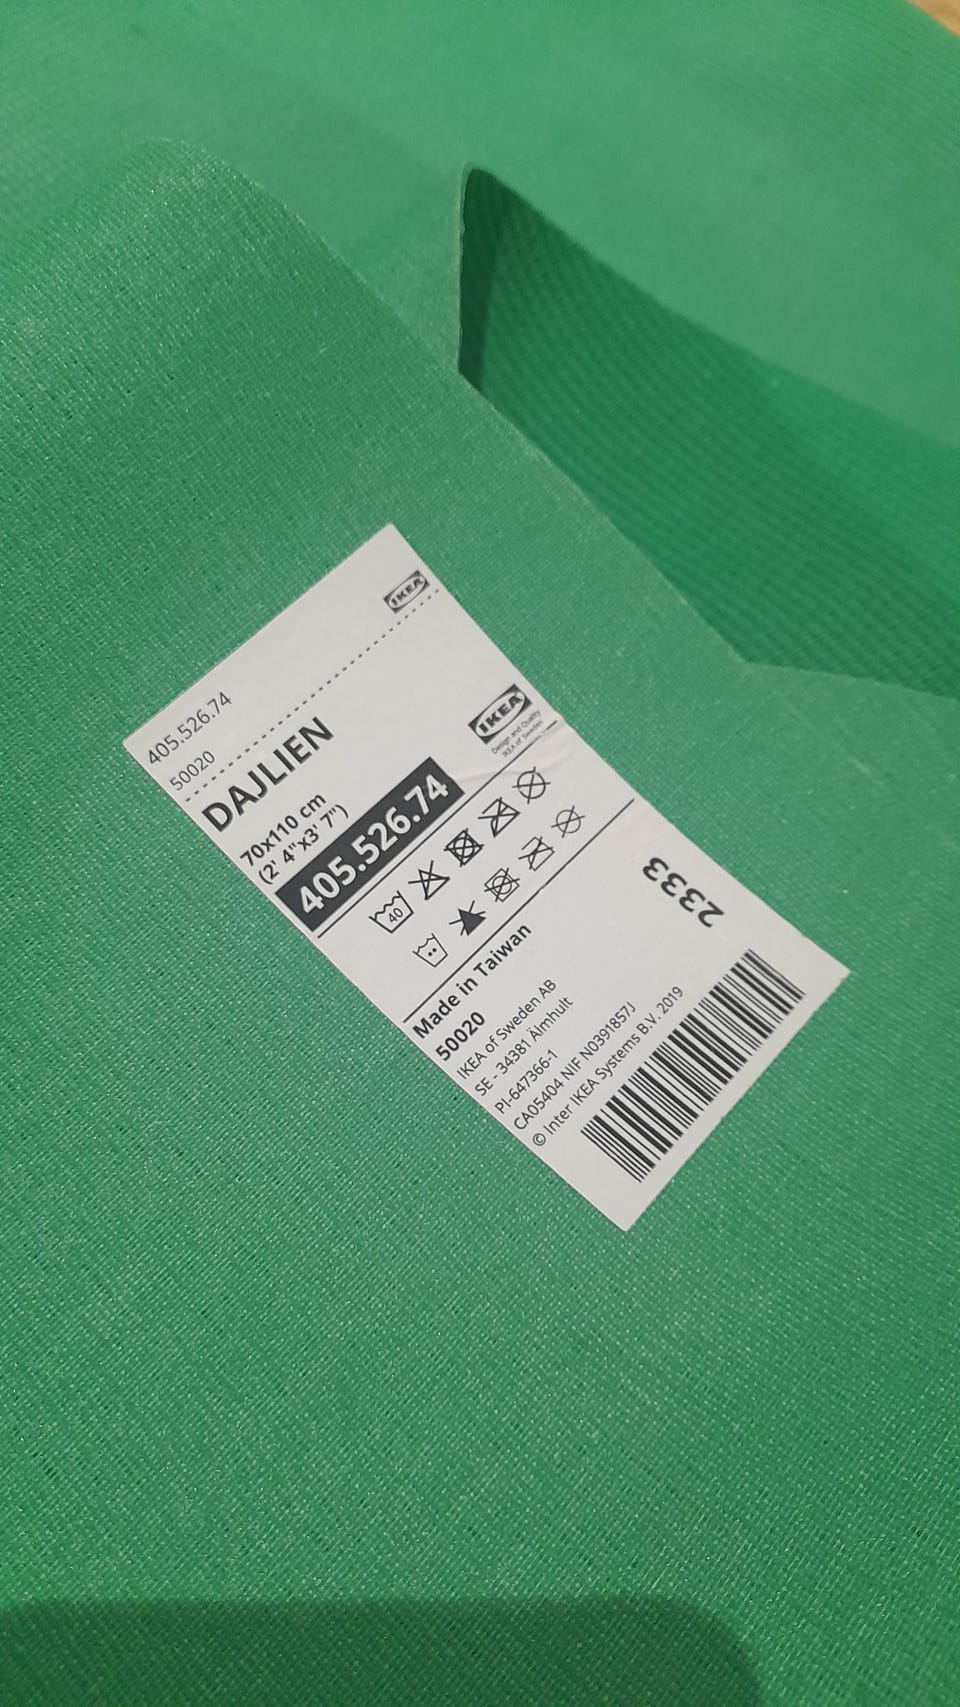 405.526.74
50020
IKEA
DAJLIEN
70x110 cm
(2' 4"x3' 7")
405.526.74
IKEA
Design and Quality
IKEA of Sweden
40
Made in Taiwan
50020
IKEA of Sweden AB
SE - 34381 Älmhult
PI-647366-1
CA05404 NIF N0391857J
© Inter IKEA Systems B.V. 2019
2333